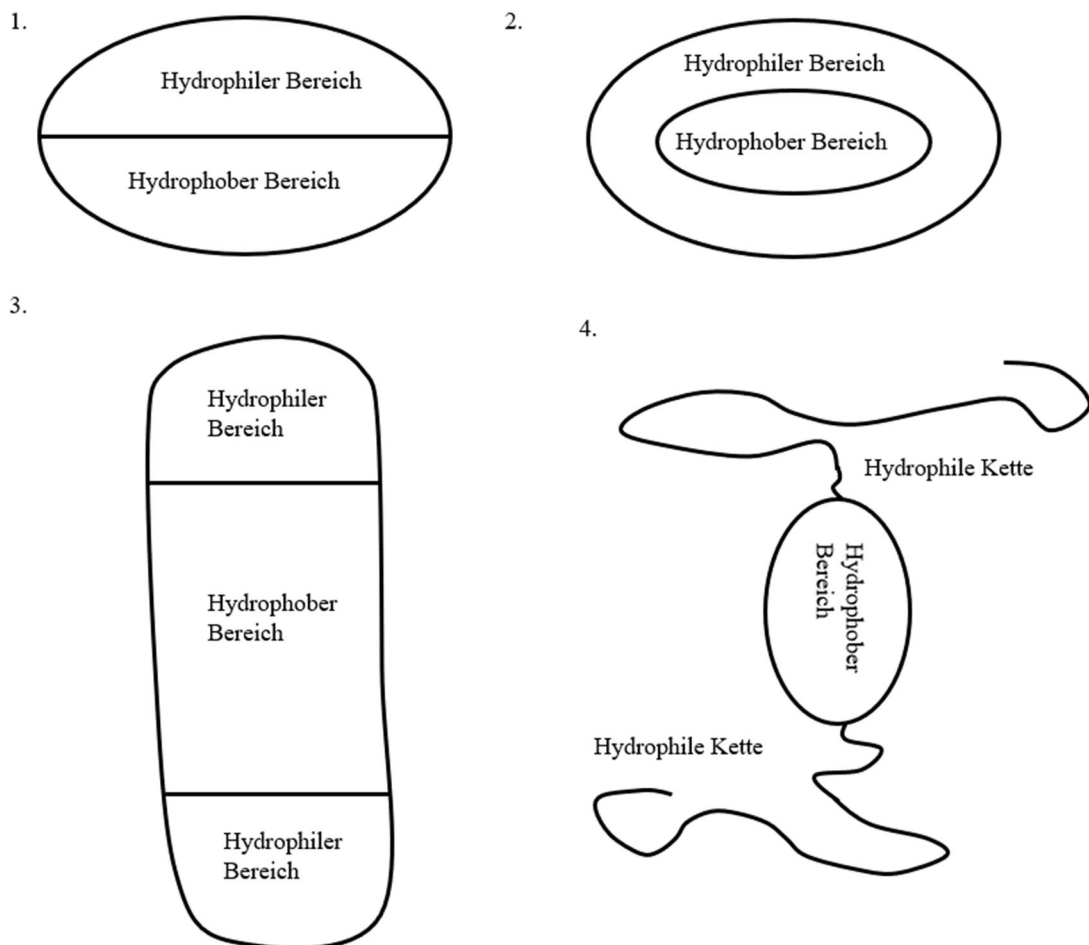 1.
Hydrophiler Bereich
Hydrophober Bereich
2.
Hydrophiler Bereich
Hydrophober Bereich
3.
Hydrophiler
Bereich
Hydrophober
Bereich
Hydrophiler
Bereich
4.
Hydrophile Kette
Hydrophober
Bereich
Hydrophile Kette